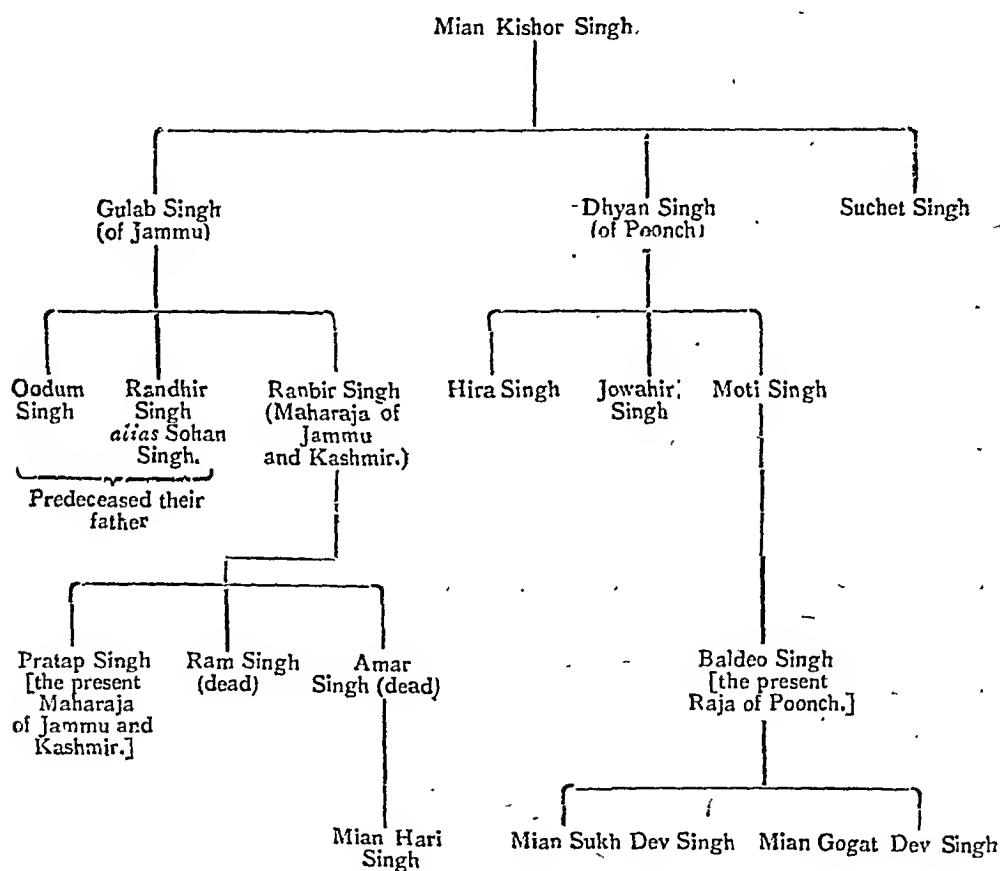 Mian Kishor Singh.
Gulab Singh
(of Jammu)
-Dhyan Singh
(of Poonch)
Suchet Singh
Oodum
Singh
Randhir
Singh
alias Sohan
Singh.
Ranbir Singh
(Maharaja of
Jammu
and Kashmir.)
Hira Singh
Jowahir
Singh
Moti Singh
Predeceased their
father
Pratap Singh
[the present
Maharaja
of Jammu and
Kashmir.]
Ram Singh
(dead)
Amar
Singh (dead)
Baldeo Singh
[the present
Raja of Poonch.]
Mian Hari
Singh
Mian Sukh Dev Singh
Mian Gogat Dev Singh